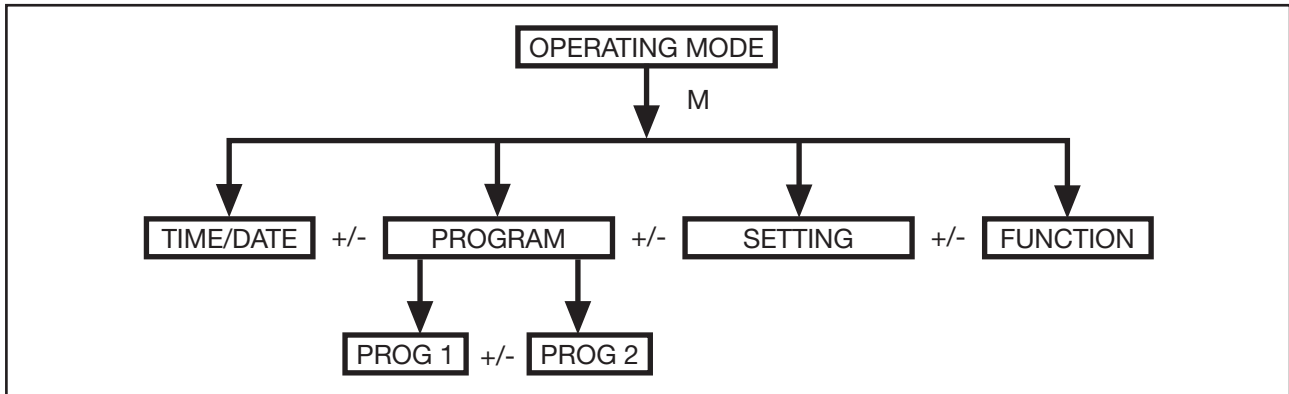 OPERATING MODE
M
TIME/DATE +/- PROGRAM +/- SETTING +/- FUNCTION
PROG 1 +/- PROG 2